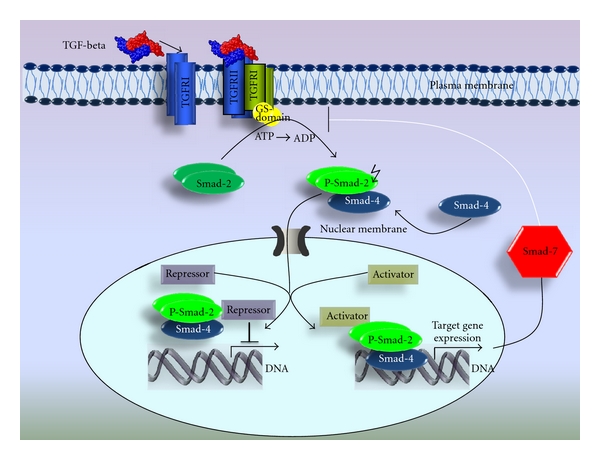 TGF-beta
TGFRI
TGFRII
TGFRI
Plasma membrane
GS-
domain
ATP → ADP
Smad-2
P-Smad-2
Smad-4
Smad-4
Nuclear membrane
Smad-7
Repressor
Activator
P-Smad-2
Repressor
Smad-4
DNA
Activator
Target gene
expression
P-Smad-2
Smad-4
DNA